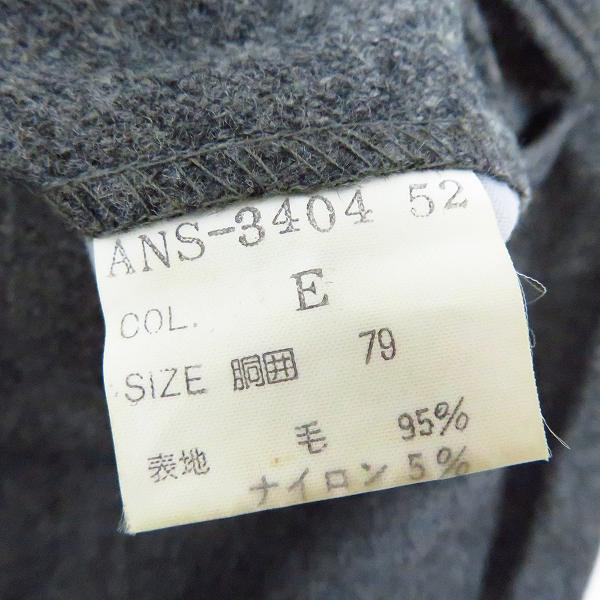 ANS-3404 52
COL. E
SIZE 胴囲 79
表地 毛 95%
ナイロン 5%